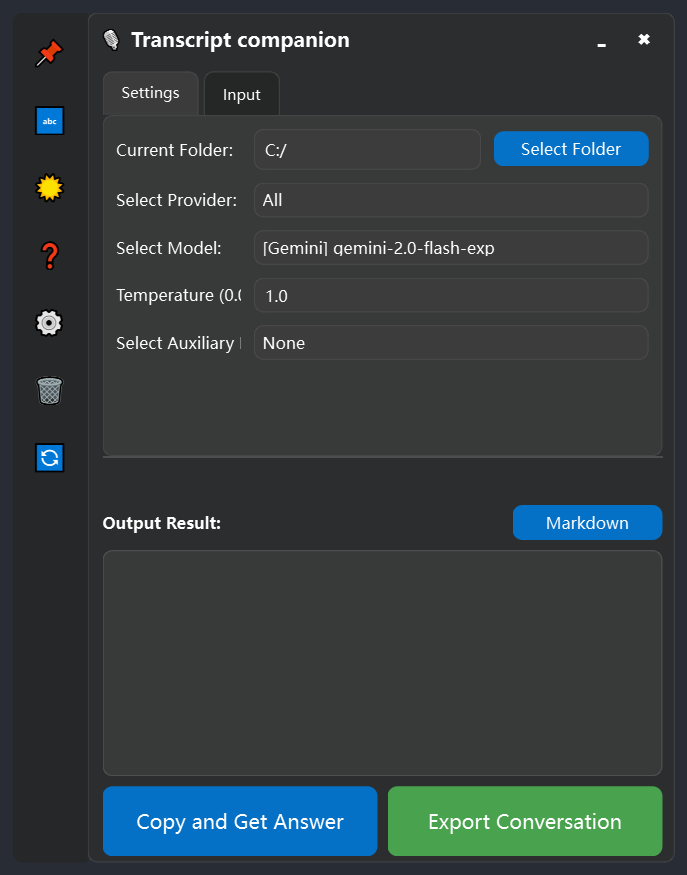 Transcript companion
Settings
Input
Current Folder:
C:/
Select Folder
Select Provider:
All
Select Model:
[Gemini] gemini-2.0-flash-exp
Temperature (0.0
1.0
Select Auxiliary
None
abc
Output Result:
Markdown
Copy and Get Answer
Export Conversation